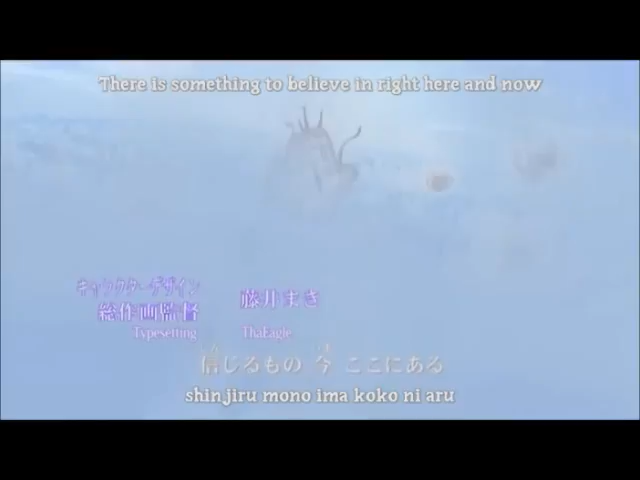 There is something to believe in right here and now
キャラクターデザイン
総作画監督 藤井まき
Typesetting ThaEagle
信じるもの 今 ここにある
shinjiru mono ima koko ni aru